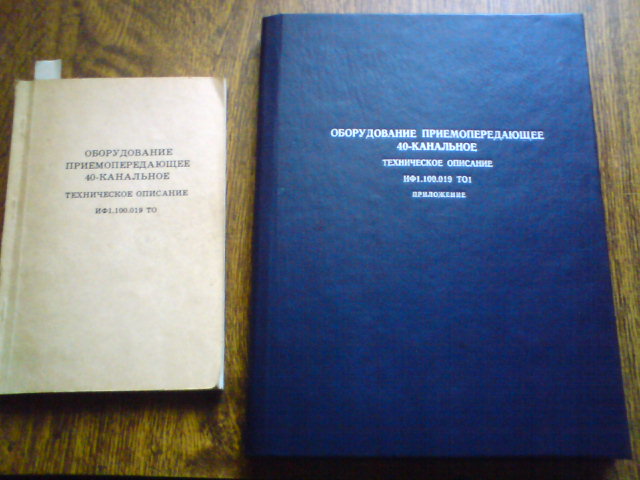 ОБОРУДОВАНИЕ
ПРИЕМОПЕРЕДАЮЩЕЕ
40-КАНАЛЬНОЕ
ТЕХНИЧЕСКОЕ ОПИСАНИЕ
ИФ1.100.019 ТО
ОБОРУДОВАНИЕ ПРИЕМОПЕРЕДАЮЩЕЕ
40-КАНАЛЬНОЕ
ТЕХНИЧЕСКОЕ ОПИСАНИЕ
ИФ1.100.019 ТО1
ПРИЛОЖЕНИЕ